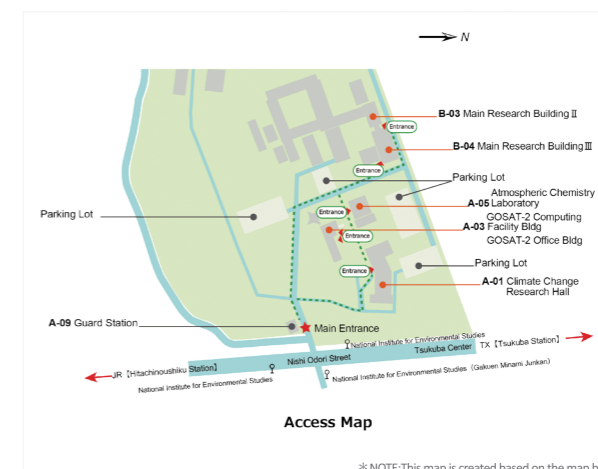 N
B-03 Main Research Building Ⅱ
Entrance
B-04 Main Research Building Ⅲ
Entrance
Parking Lot
Atmospheric Chemistry
A-05 Laboratory
Entrance
GOSAT-2 Computing
Parking Lot
A-03 Facility Bldg
Entrance
GOSAT-2 Office Bldg
Parking Lot
Entrance
A-01 Climate Change
Research Hall
A-09 Guard Station
Main Entrance
National Institute for Environmental Studies
Tsukuba Center
TX【Tsukuba Station】
Nishi Odori Street
JR【Hitachinoushiku Station】
National Institute for Environmental Studies
National Institute for Environmental Studies (Gakuen Minami Junkan)
Access Map
＊NOTE:This map is created based on the map